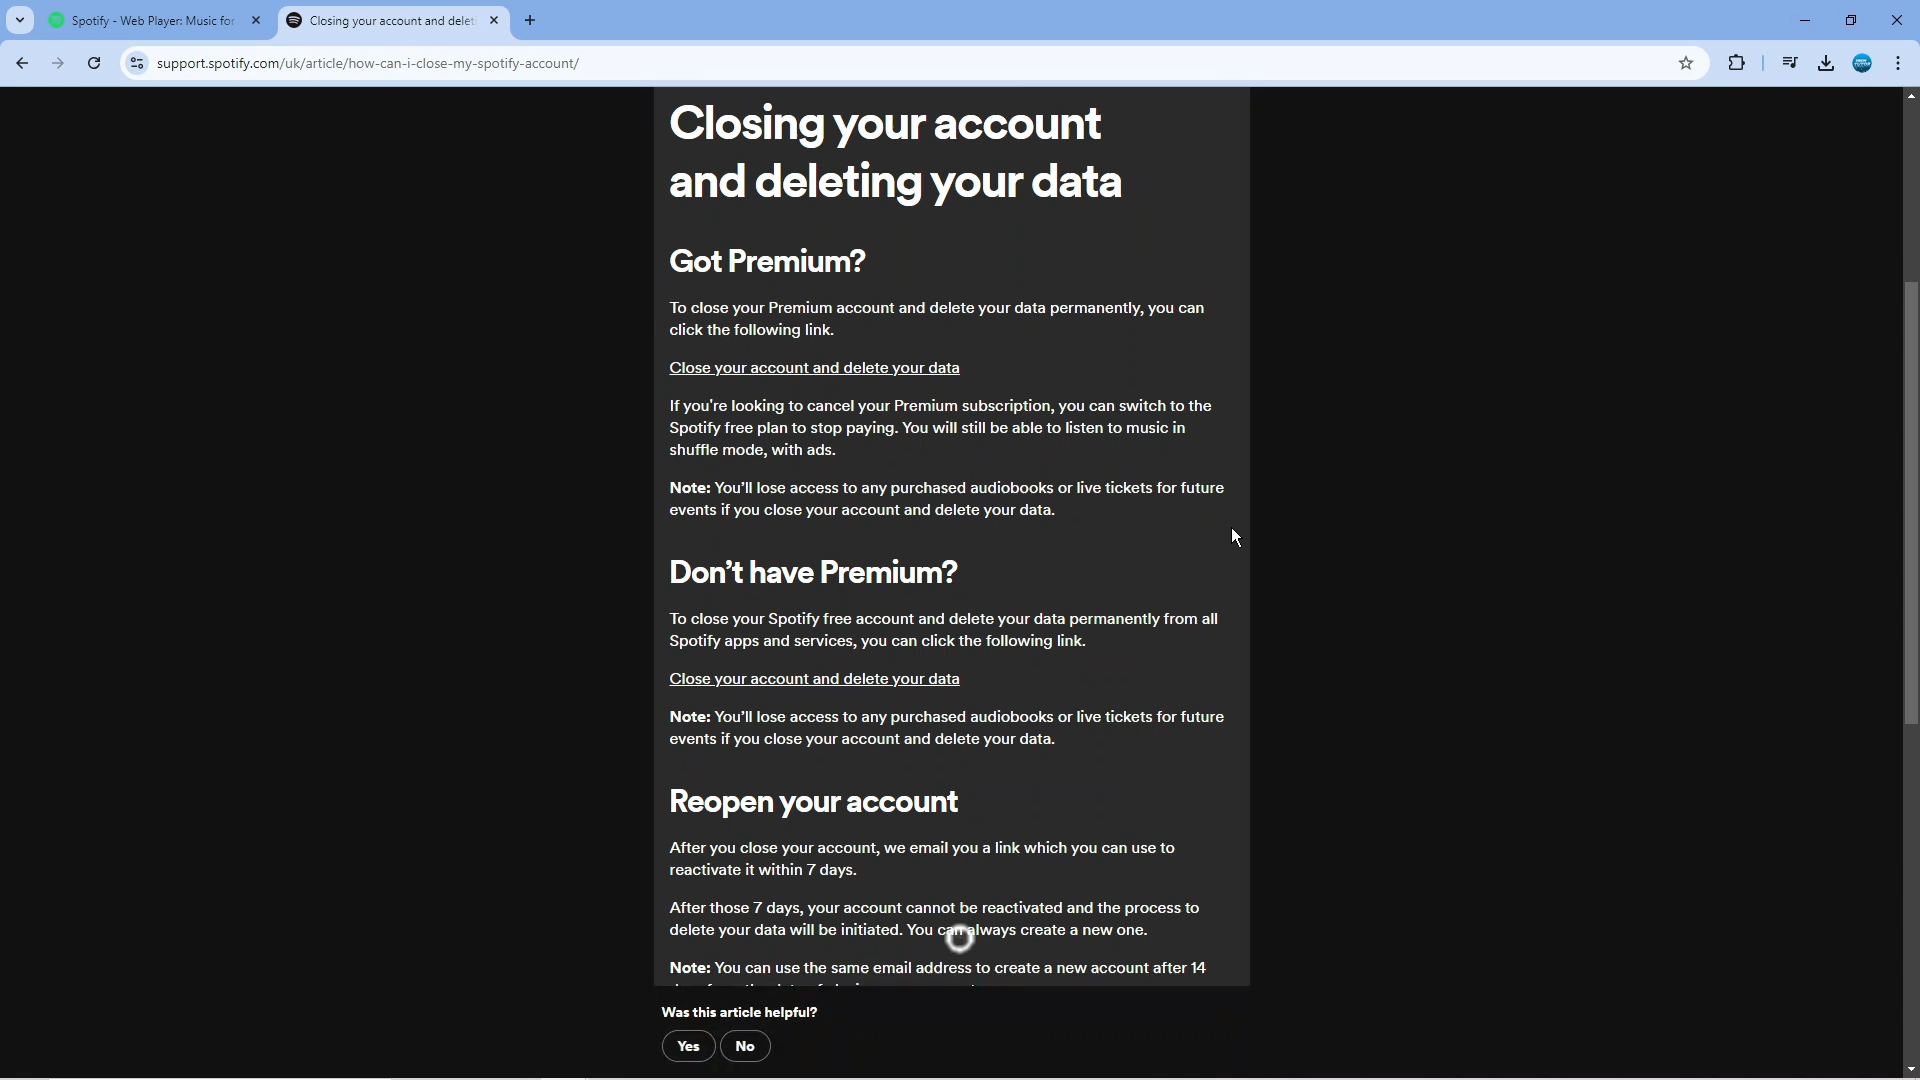 Spotify - Web Player: Music for
Closing your account and delet
support.spotify.com/uk/article/how-can-i-close-my-spotify-account/
Closing your account
and deleting your data
Got Premium?
To close your Premium account and delete your data permanently, you can
click the following link.
Close your account and delete your data
If you're looking to cancel your Premium subscription, you can switch to the
Spotify free plan to stop paying. You will still be able to listen to music in
shuffle mode, with ads.
Note: You'll lose access to any purchased audiobooks or live tickets for future
events if you close your account and delete your data.
Don't have Premium?
To close your Spotify free account and delete your data permanently from all
Spotify apps and services, you can click the following link.
Close your account and delete your data
Note: You'll lose access to any purchased audiobooks or live tickets for future
events if you close your account and delete your data.
Reopen your account
After you close your account, we email you a link which you can use to
reactivate it within 7 days.
After those 7 days, your account cannot be reactivated and the process to
delete your data will be initiated. You can always create a new one.
Note: You can use the same email address to create a new account after 14
Was this article helpful?
Yes
No